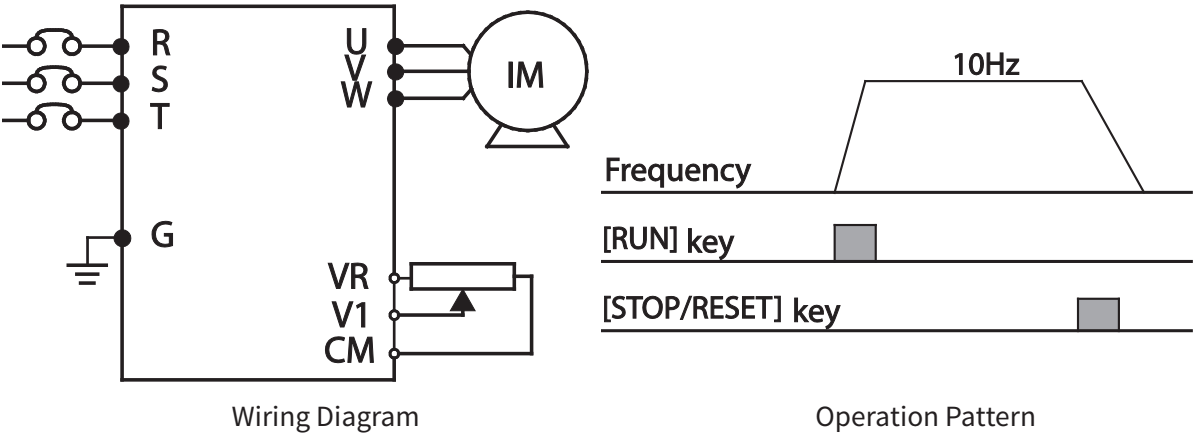 R
S
T
G
U
V
W
IM
VR
V1
CM
Wiring Diagram
10Hz
Frequency
[RUN] key
[STOP/RESET] key
Operation Pattern